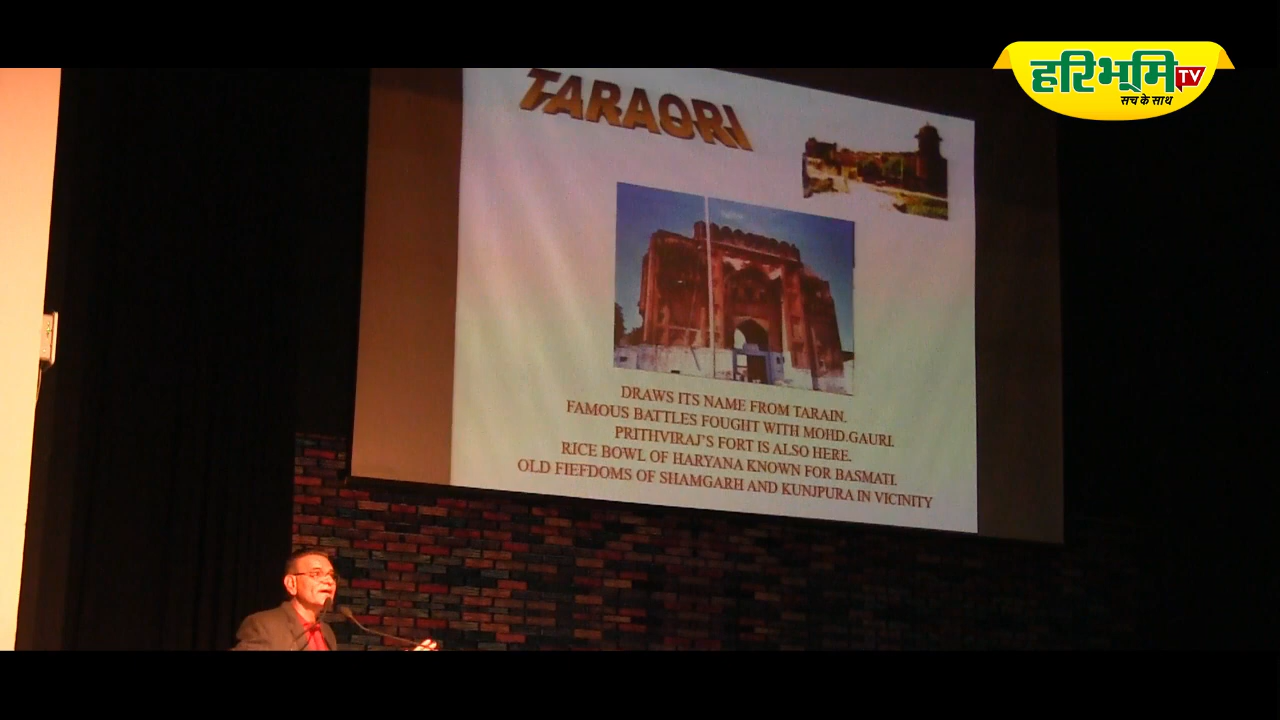 हरिभूमि TV
सच के साथ
TARAORI
DRAWS ITS NAME FROM TARAIN.
FAMOUS BATTLES FOUGHT WITH MOHD.GAURI.
PRITHVIRAJ'S FORT IS ALSO HERE.
RICE BOWL OF HARYANA KNOWN FOR BASMATI.
OLD FIEFDOMS OF SHAMGARH AND KUNJPURA IN VICINITY